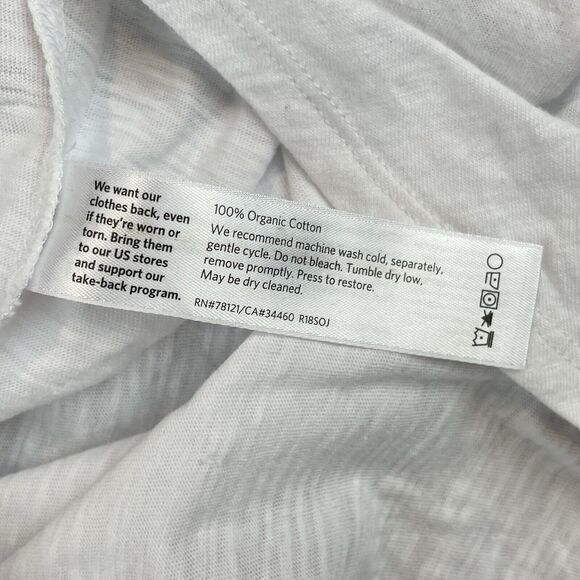 We want our
clothes back, even
if they're worn or
torn. Bring them
to our US stores
and support our
take-back program.
100% Organic Cotton
We recommend machine wash cold, separately,
gentle cycle. Do not bleach. Tumble dry low,
remove promptly. Press to restore.
May be dry cleaned.
RN#78121/CA#34460 R18SOJ